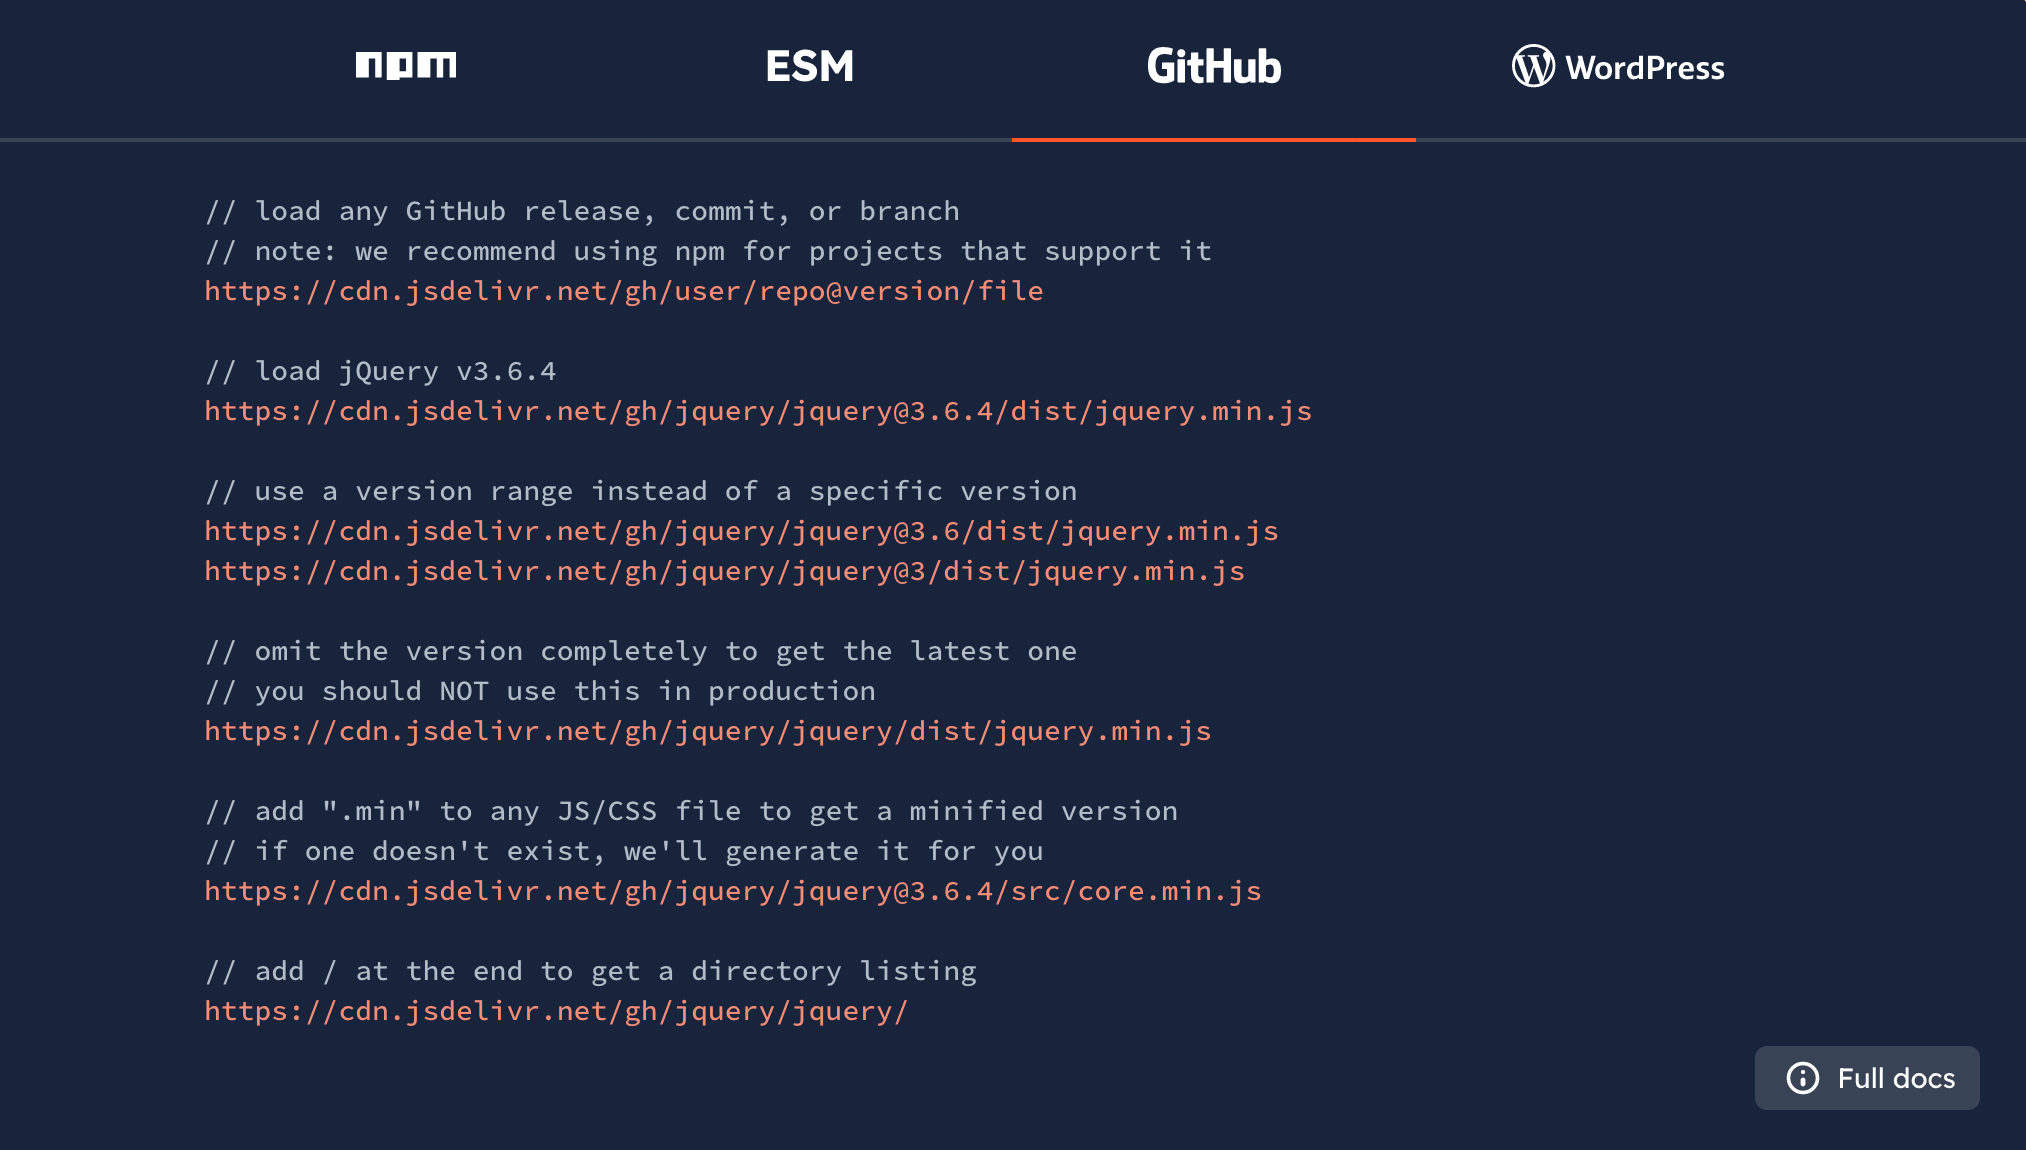 npm
ESM
GitHub
WordPress
// load any GitHub release, commit, or branch
// note: we recommend using npm for projects that support it
https://cdn.jsdelivr.net/gh/user/repo@version/file
// load jQuery v3.6.4
https://cdn.jsdelivr.net/gh/jquery/jquery@3.6.4/dist/jquery.min.js
// use a version range instead of a specific version
https://cdn.jsdelivr.net/gh/jquery/jquery@3.6/dist/jquery.min.js
https://cdn.jsdelivr.net/gh/jquery/jquery@3/dist/jquery.min.js
// omit the version completely to get the latest one
// you should NOT use this in production
https://cdn.jsdelivr.net/gh/jquery/jquery/dist/jquery.min.js
// add ".min" to any JS/CSS file to get a minified version
// if one doesn't exist, we'll generate it for you
https://cdn.jsdelivr.net/gh/jquery/jquery@3.6.4/src/core.min.js
// add / at the end to get a directory listing
https://cdn.jsdelivr.net/gh/jquery/jquery/
Full docs